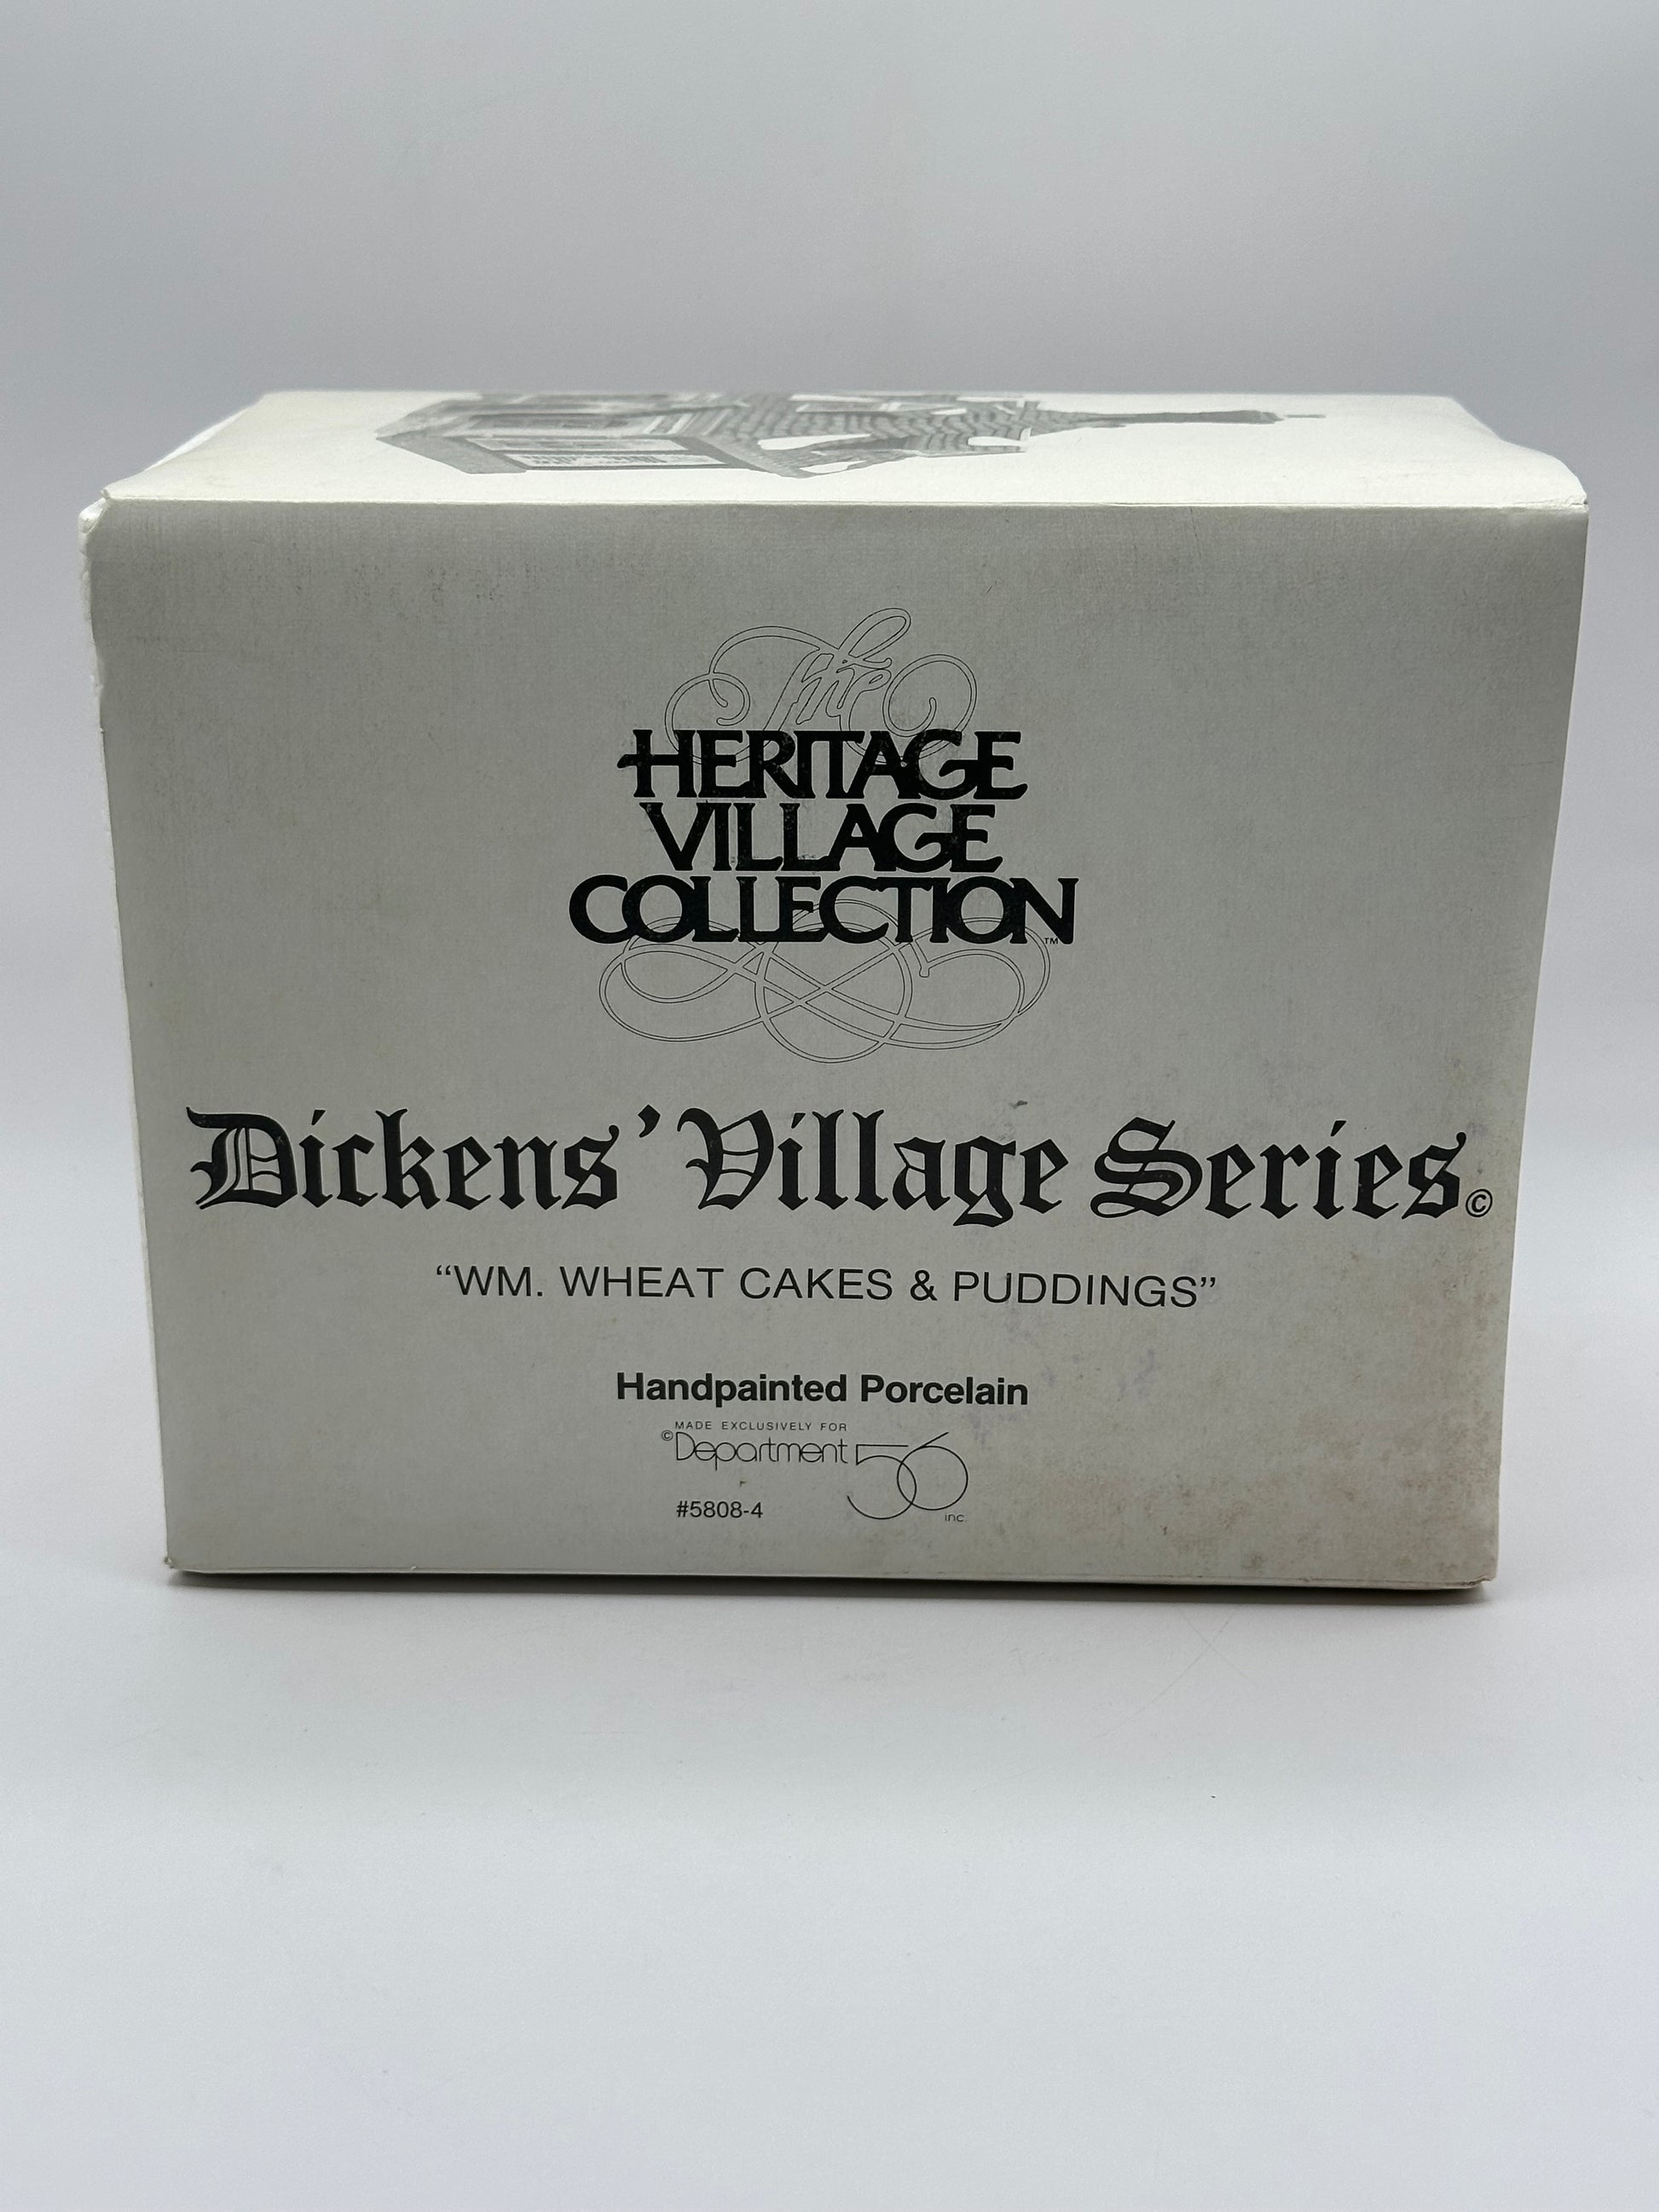 The
HERITAGE
VILLAGE
COLLECTION™
Dickens' Village Series©
“WM. WHEAT CAKES & PUDDINGS”
Handpainted Porcelain
MADE EXCLUSIVELY FOR
©Department 56
inc.
#5808-4